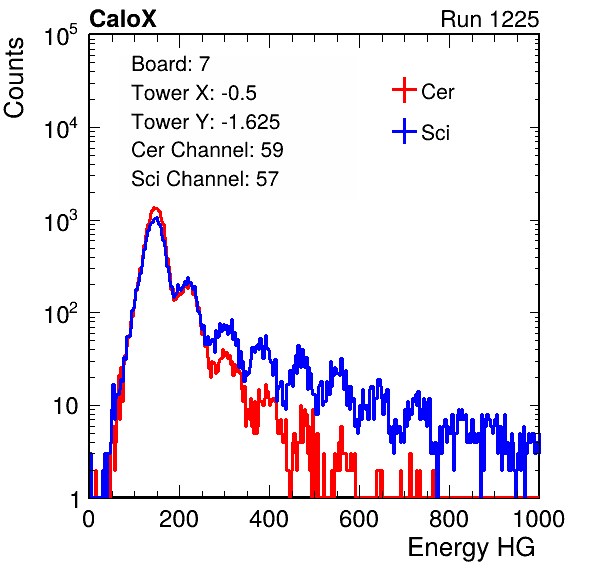 CaloX Run 1225
Counts
10^5
10^4
10^3
10^2
10
1
Board: 7
Tower X: -0.5
Tower Y: -1.625
Cer Channel: 59
Sci Channel: 57
Cer
Sci
0 200 400 600 800 1000
Energy HG